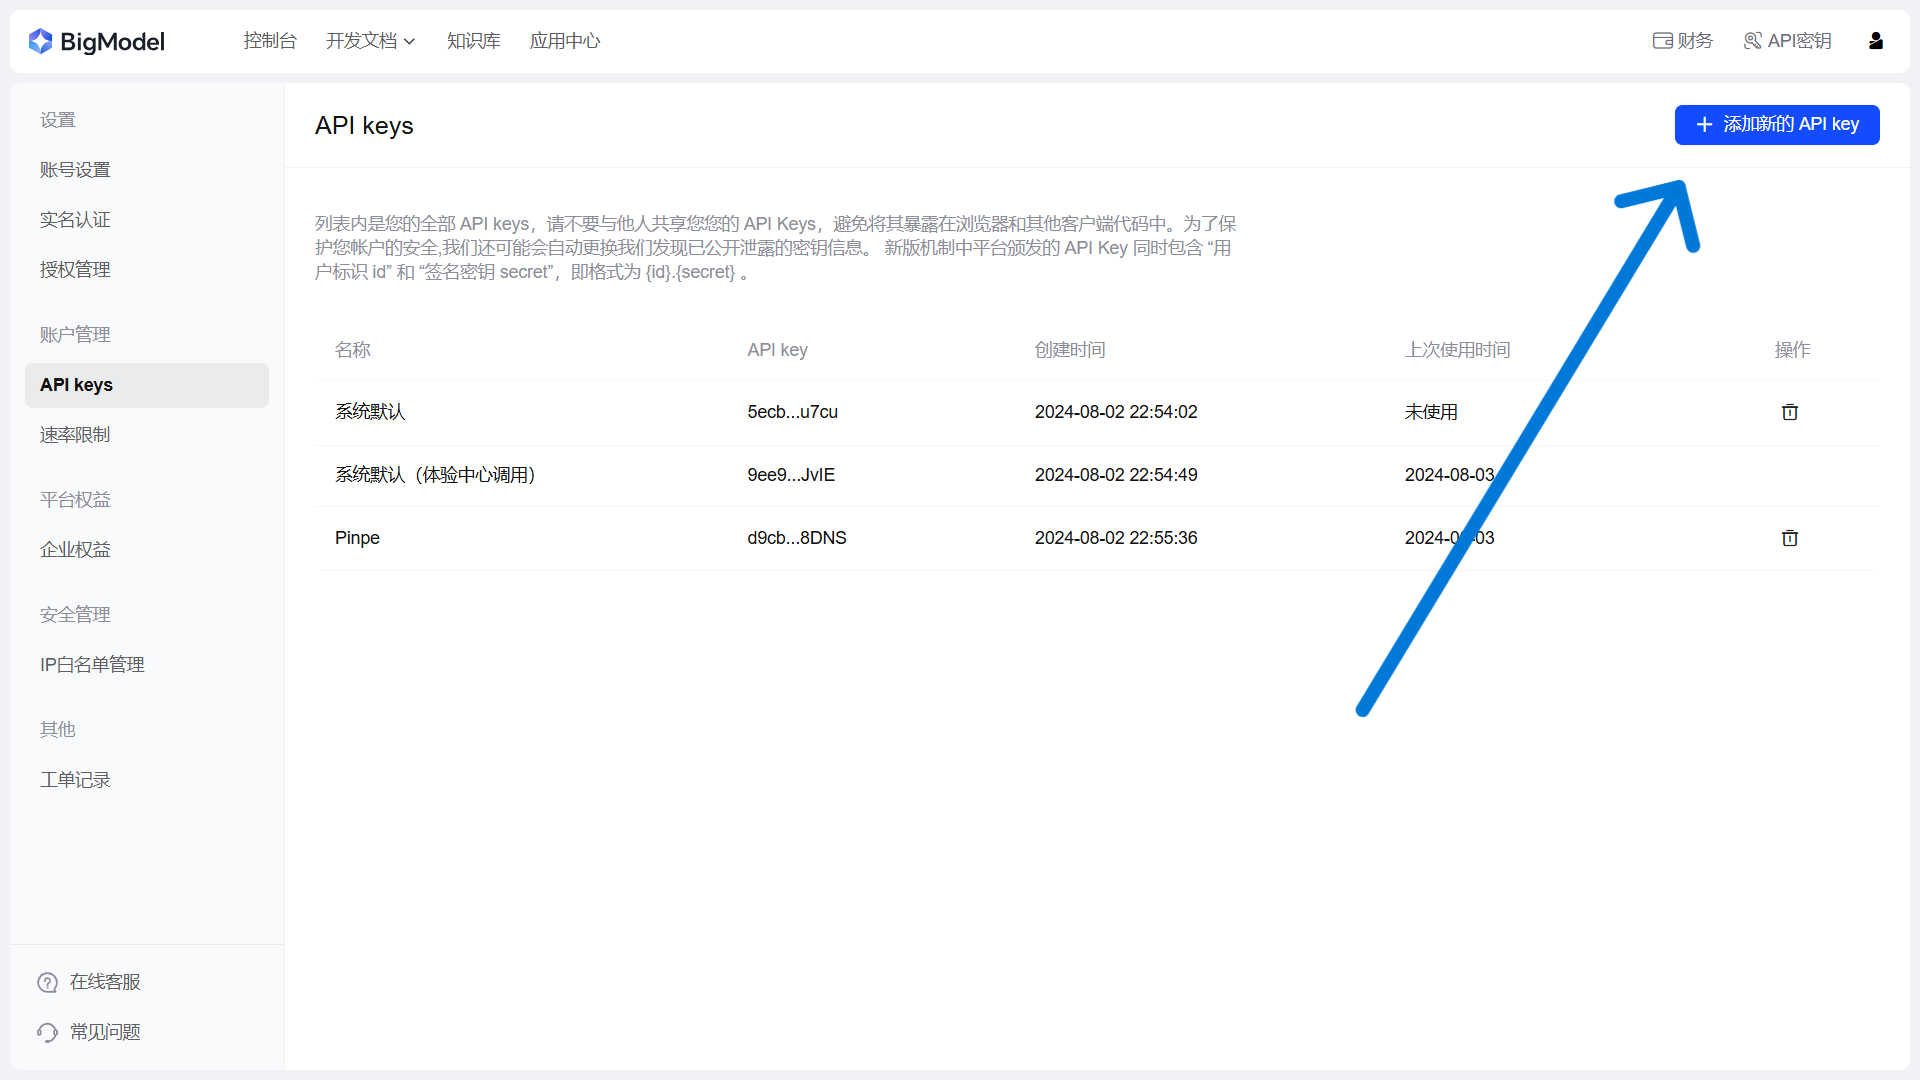 BigModel
控制台 开发文档 知识库 应用中心 财务 API密钥
设置
账号设置
实名认证
授权管理
账户管理
API keys
速率限制
平台权益
企业权益
安全管理
IP白名单管理
其他
工单记录
在线客服
常见问题
API keys
添加新的 API key
列表内是您的全部 API keys，请不要与他人共享您您的 API Keys，避免将其暴露在浏览器和其他客户端代码中。为了保
护您帐户的安全,我们还可能会自动更换我们发现已公开泄露的密钥信息。 新版机制中平台颁发的 API Key 同时包含 “用
户标识 id” 和 “签名密钥 secret”，即格式为 {id}.{secret} 。
名称 API key 创建时间 上次使用时间 操作
系统默认 5ecb...u7cu 2024-08-02 22:54:02 未使用
系统默认（体验中心调用） 9ee9...JvIE 2024-08-02 22:54:49 2024-08-03
Pinpe d9cb...8DNS 2024-08-02 22:55:36 2024-08-03